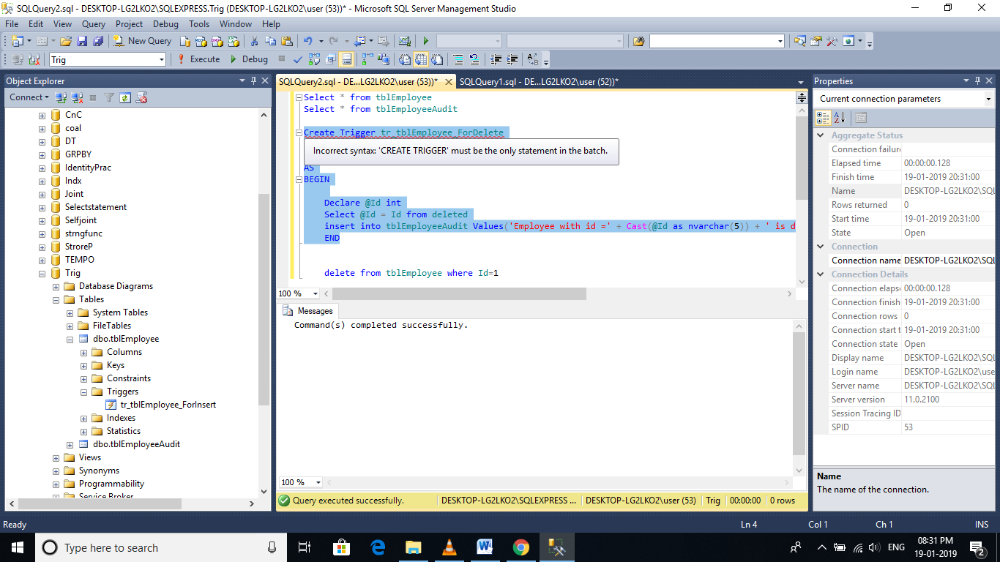 SQLQuery2.sql - DESKTOP-LG2LKO2\SQLEXPRESS.Trig (DESKTOP-LG2LKO2\user (53))* - Microsoft SQL Server Management Studio
File Edit View Query Project Debug Tools Window Help
New Query
Trig Execute Debug
Object Explorer
Connect
CnC
coal
DT
GRPBY
IdentityPrac
Indx
Joint
Selectstatement
Selfjoint
strngfunc
StroreP
TEMPO
Trig
Database Diagrams
Tables
System Tables
FileTables
dbo.tblEmployee
Columns
Keys
Constraints
Triggers
tr_tblEmployee_ForInsert
Indexes
Statistics
dbo.tblEmployeeAudit
Views
Synonyms
Programmability
Service Broker
SQLQuery2.sql - DE...LG2LKO2\user (53))* SQLQuery1.sql - DE...LG2LKO2\user (52))*
Select * from tblEmployee
Select * from tblEmployeeAudit
Create Trigger tr_tblEmployee_ForDelete
Incorrect syntax: 'CREATE TRIGGER' must be the only statement in the batch.
AS
BEGIN
Declare @Id int
Select @Id = Id from deleted
insert into tblEmployeeAudit Values('Employee with id =' + Cast(@Id as nvarchar(5)) + ' is d
END
delete from tblEmployee where Id=1
100 %
Messages
Command(s) completed successfully.
100 %
Query executed successfully. DESKTOP-LG2LKO2\SQLEXPRESS ... DESKTOP-LG2LKO2\user (53) Trig 00:00:00 0 rows
Properties
Current connection parameters
Aggregate Status
Connection failure
Elapsed time 00:00:00.128
Finish time 19-01-2019 20:31:00
Name DESKTOP-LG2LKO2\SQL
Rows returned 0
Start time 19-01-2019 20:31:00
State Open
Connection
Connection name DESKTOP-LG2LKO2\SQL
Connection Details
Connection elaps 00:00:00.128
Connection finish 19-01-2019 20:31:00
Connection rows 0
Connection start t 19-01-2019 20:31:00
Connection state Open
Display name DESKTOP-LG2LKO2\SQL
Login name DESKTOP-LG2LKO2\use
Server name DESKTOP-LG2LKO2\SQL
Server version 11.0.2100
Session Tracing ID
SPID 53
Name
The name of the connection.
Ready Ln 4 Col 1 Ch 1 INS
Type here to search
ENG 08:31 PM
19-01-2019
2